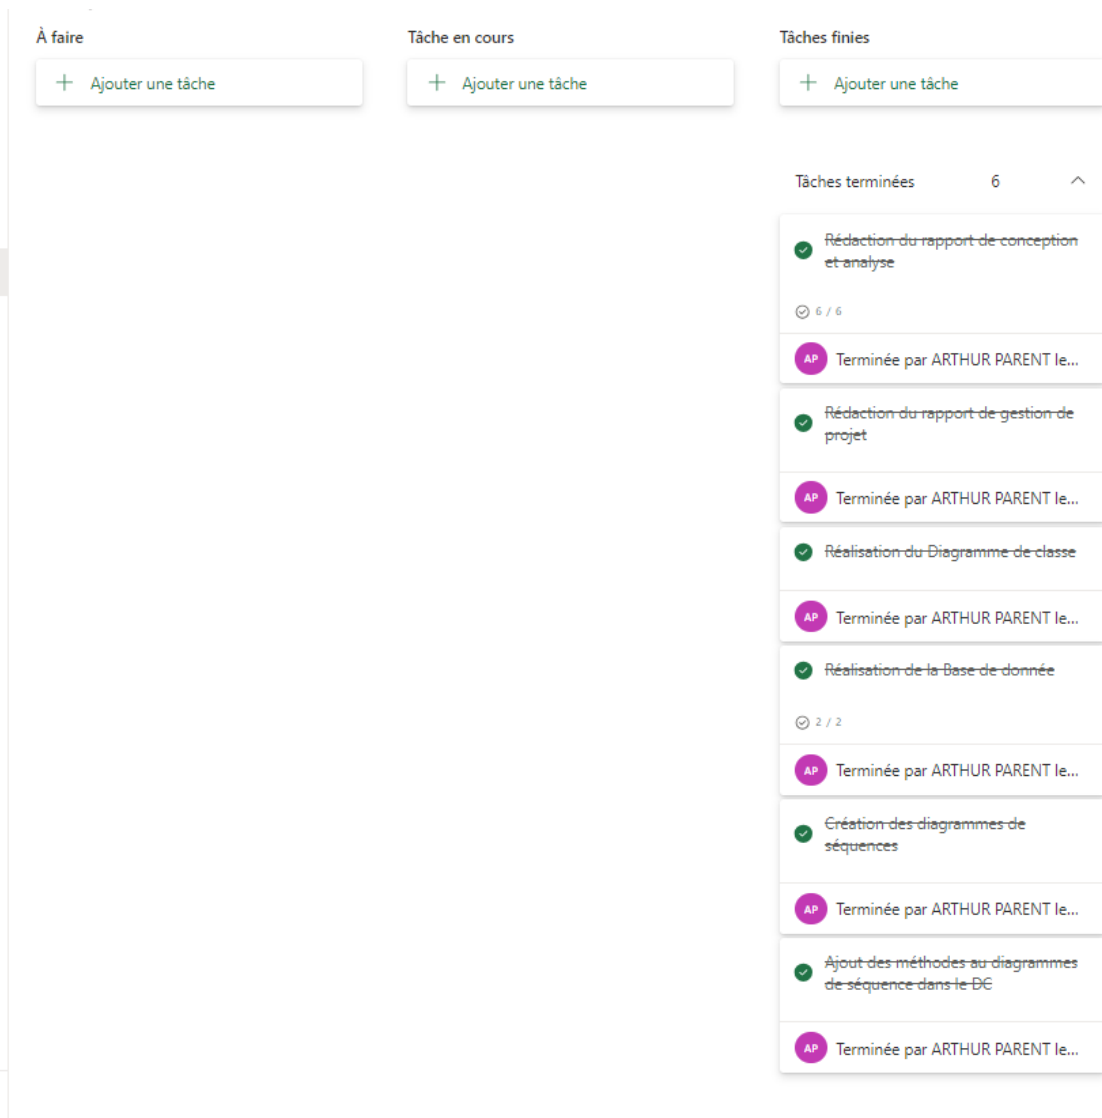 À faire
Ajouter une tâche
Tâche en cours
Ajouter une tâche
Tâches finies
Ajouter une tâche
Tâches terminées 6
Rédaction du rapport de conception
et analyse
6 / 6
AP Terminée par ARTHUR PARENT le...
Rédaction du rapport de gestion de
projet
AP Terminée par ARTHUR PARENT le...
Réalisation du Diagramme de classe
AP Terminée par ARTHUR PARENT le...
Réalisation de la Base de donnée
2 / 2
AP Terminée par ARTHUR PARENT le...
Création des diagrammes de
séquences
AP Terminée par ARTHUR PARENT le...
Ajout des méthodes au diagrammes
de séquence dans le DC
AP Terminée par ARTHUR PARENT le...